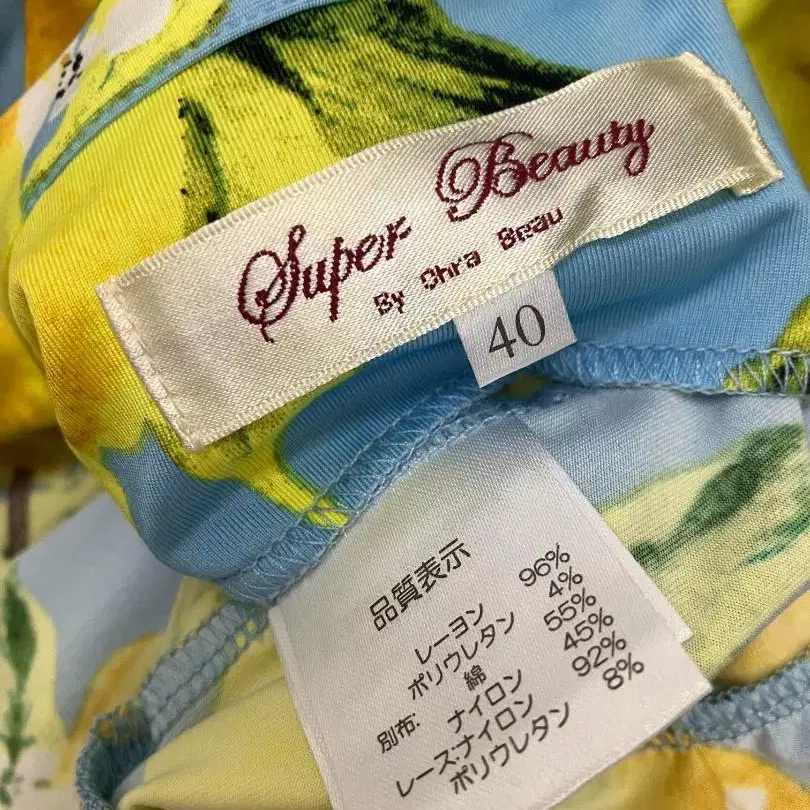 Super Beauty
By Chra Beau
40
品質表示
レーヨン 96%
ポリウレタン 4%
綿 55%
別布: ナイロン 45%
レース:ナイロン 92%
ポリウレタン 8%